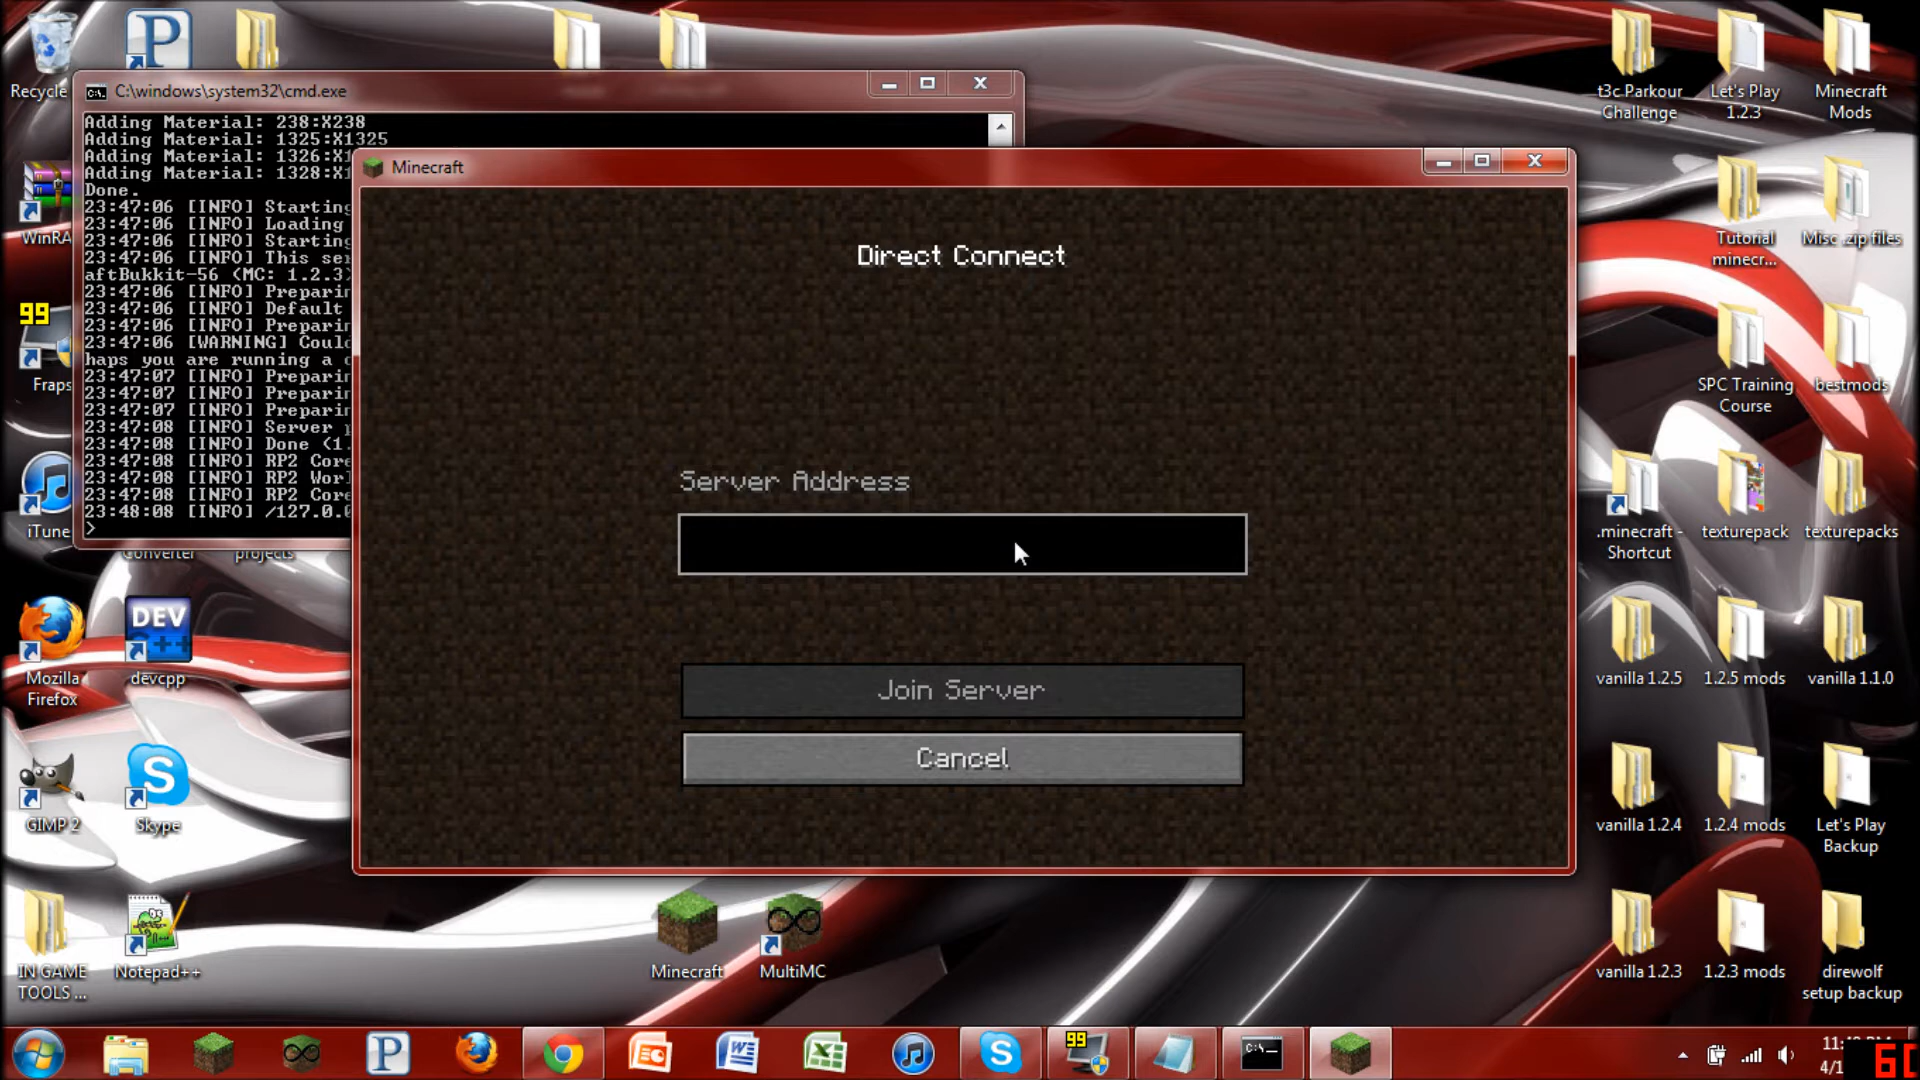 Recycle
C:\windows\system32\cmd.exe
Adding Material: 238:X238
Adding Material: 1325:X1325
Adding Material: 1326:X1
Adding Material: 1328:X1
Done.
23:47:06 [INFO] Starting
23:47:06 [INFO] Loading
23:47:06 [INFO] Starting
23:47:06 [INFO] This ser
aftBukkit-56 (MC: 1.2.3)
23:47:06 [INFO] Preparin
23:47:06 [INFO] Default
23:47:06 [INFO] Preparin
23:47:06 [WARNING] Coul
haps you are running a
23:47:07 [INFO] Preparin
23:47:07 [INFO] Preparin
23:47:07 [INFO] Preparin
23:47:08 [INFO] Server
23:47:08 [INFO] Done (1.
23:47:08 [INFO] RP2 Core
23:47:08 [INFO] RP2 Wor
23:47:08 [INFO] RP2 Core
23:48:08 [INFO] /127.0.0
>
Minecraft
Direct Connect
Server Address
Join Server
Cancel
WinRA
99
Fraps
iTune
Converter
projects
Mozilla
Firefox
DEV
C++
devcpp
GIMP 2
Skype
IN GAME
TOOLS ...
Notepad++
Minecraft
MultiMC
t3c Parkour
Challenge
Let's Play
1.2.3
Minecraft
Mods
Tutorial
minecr...
Misc .zip files
SPC Training
Course
bestmods
.minecraft -
Shortcut
texturepack
texturepacks
vanilla 1.2.5
1.2.5 mods
vanilla 1.1.0
vanilla 1.2.4
1.2.4 mods
Let's Play
Backup
vanilla 1.2.3
1.2.3 mods
direwolf
setup backup
99